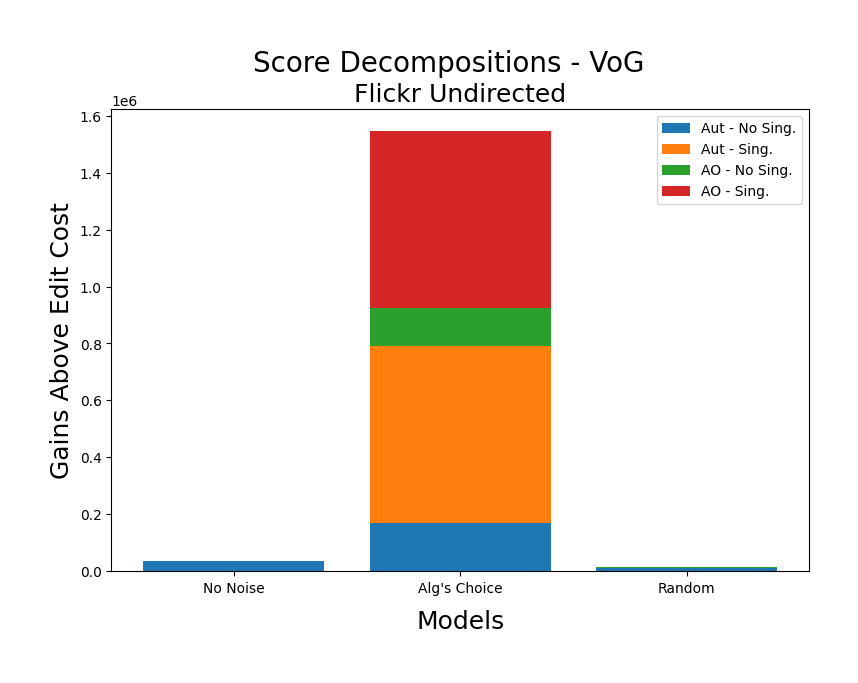 Score Decompositions - VoG
Flickr Undirected
1e6
Aut - No Sing.
Aut - Sing.
AO - No Sing.
AO - Sing.
Gains Above Edit Cost
1.6
1.4
1.2
1.0
0.8
0.6
0.4
0.2
0.0
No Noise
Alg's Choice
Random
Models